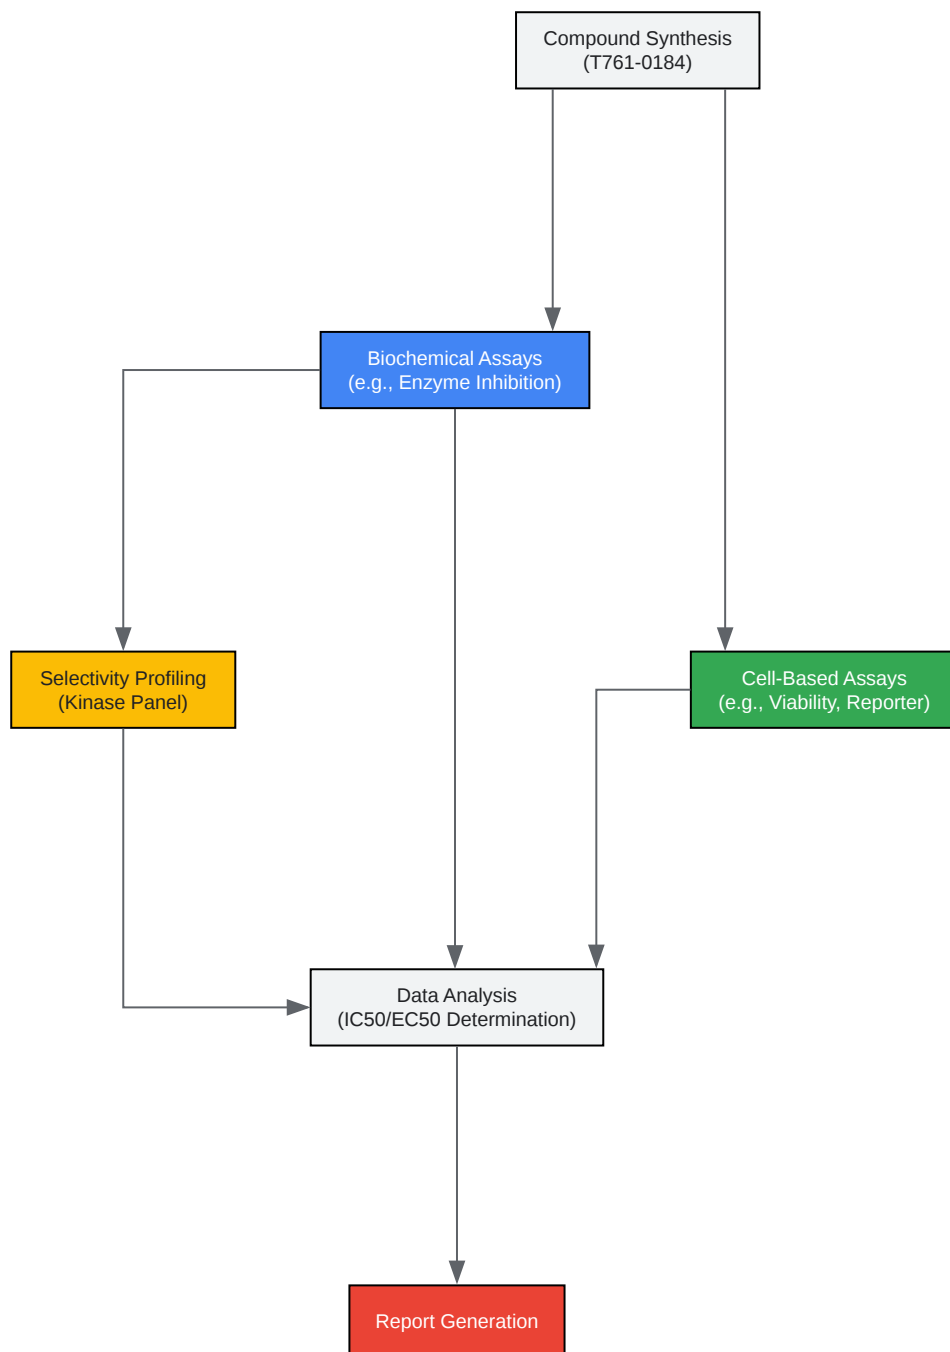 Compound Synthesis
(T761-0184)
Biochemical Assays
(e.g., Enzyme Inhibition)
Selectivity Profiling
(Kinase Panel)
Cell-Based Assays
(e.g., Viability, Reporter)
Data Analysis
(IC50/EC50 Determination)
Report Generation